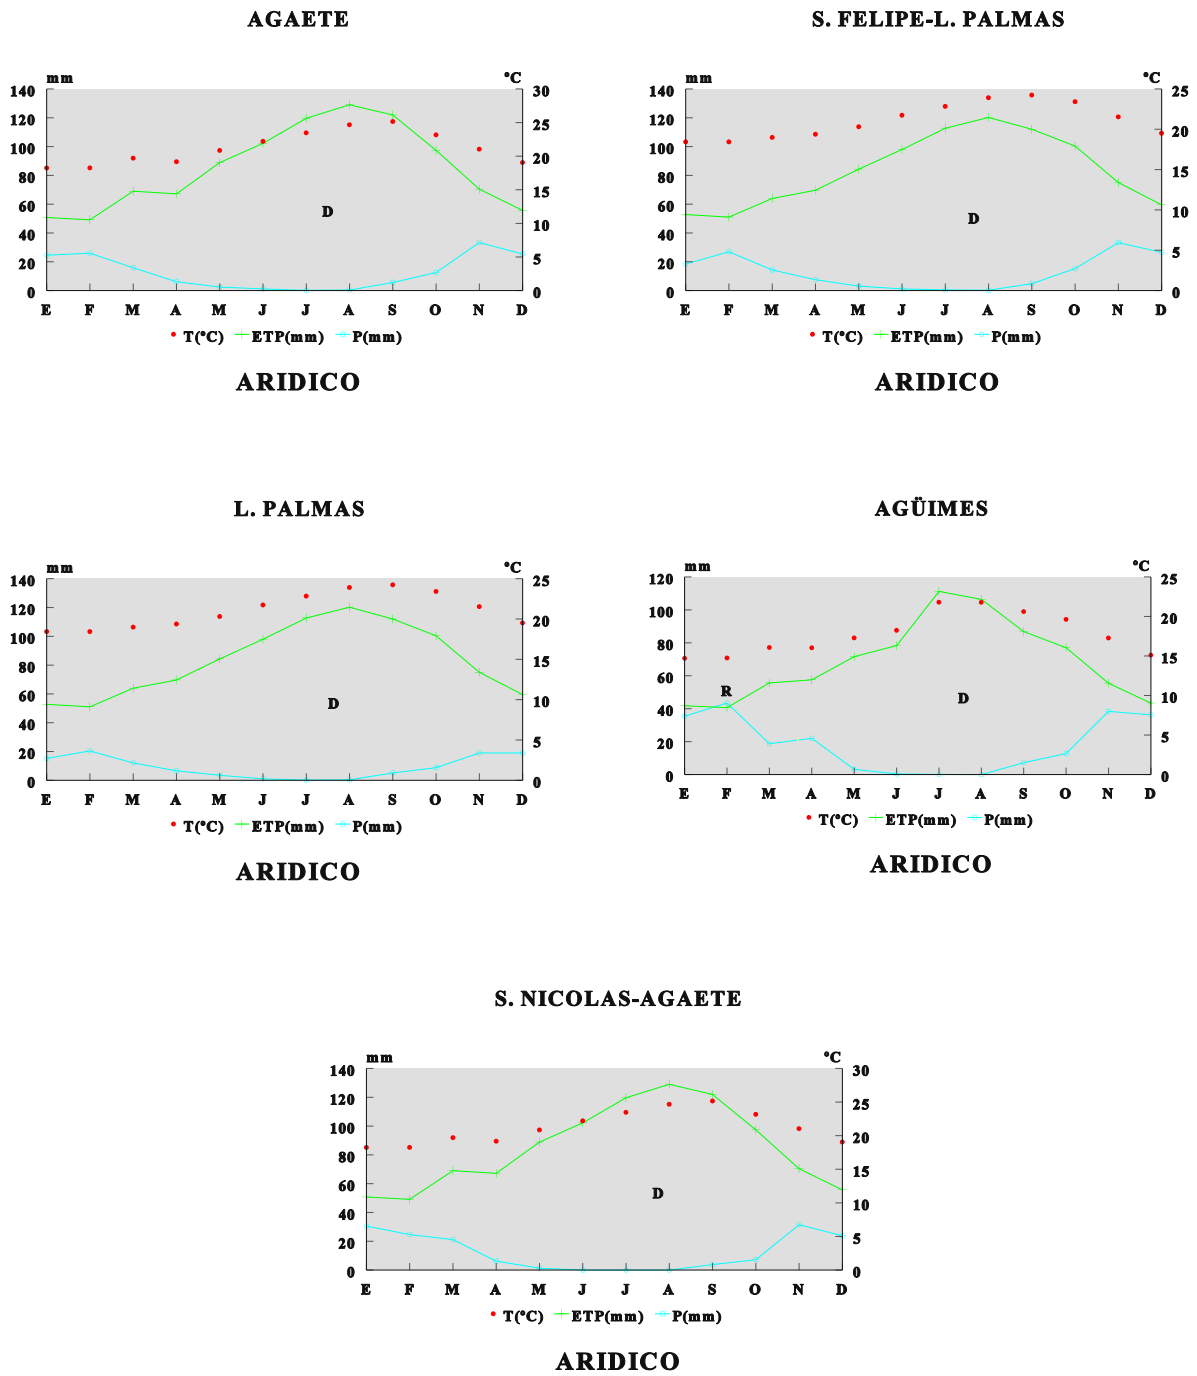 AGAETE
mm
°C
140
120
100
80
60
40
20
0
30
25
20
15
10
5
0
D
E F M A M J J A S O N D
T(°C) ETP(mm) P(mm)
ARIDICO
S. FELIPE-L. PALMAS
mm
°C
140
120
100
80
60
40
20
0
25
20
15
10
5
0
D
E F M A M J J A S O N D
T(°C) ETP(mm) P(mm)
ARIDICO
L. PALMAS
mm
°C
140
120
100
80
60
40
20
0
25
20
15
10
5
0
D
E F M A M J J A S O N D
T(°C) ETP(mm) P(mm)
ARIDICO
AGÜIMES
mm
°C
120
100
80
60
40
20
0
25
20
15
10
5
0
R
D
E F M A M J J A S O N D
T(°C) ETP(mm) P(mm)
ARIDICO
S. NICOLAS-AGAETE
mm
°C
140
120
100
80
60
40
20
0
30
25
20
15
10
5
0
D
E F M A M J J A S O N D
T(°C) ETP(mm) P(mm)
ARIDICO